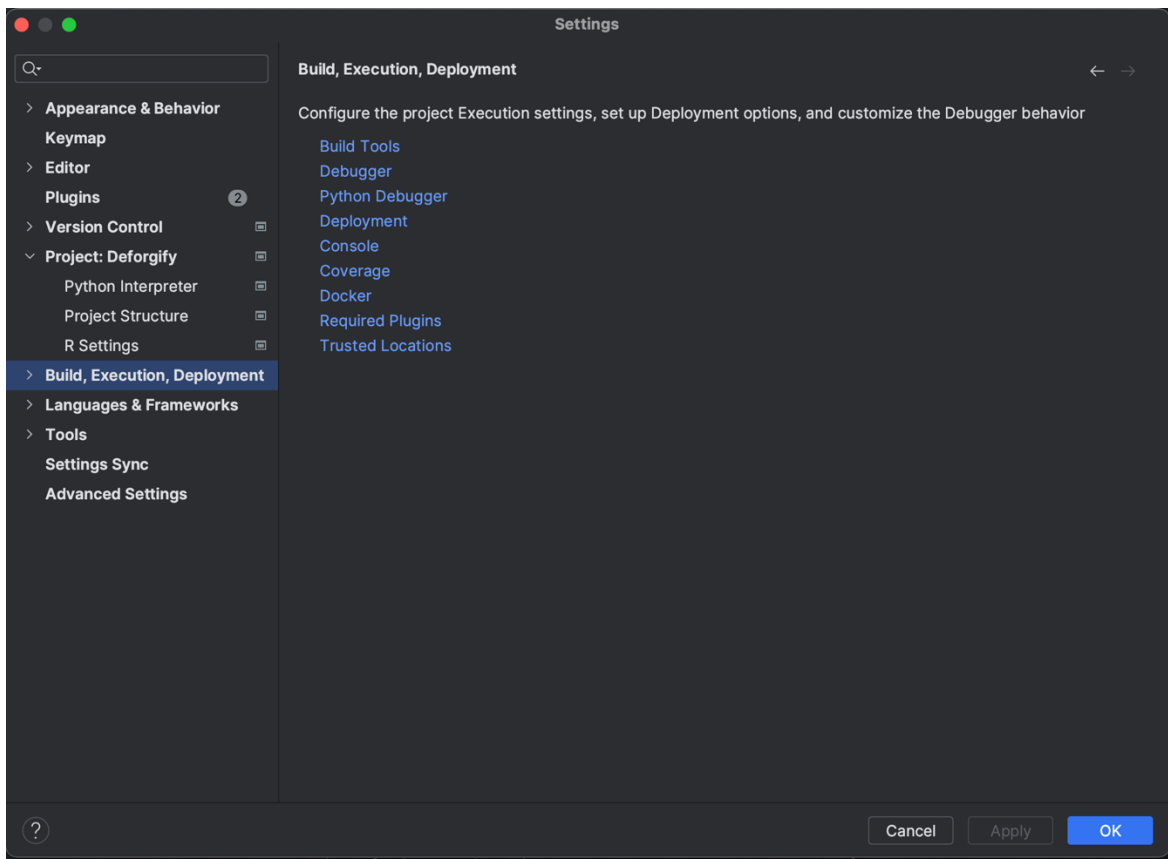 Settings
Appearance & Behavior
Keymap
Editor
Plugins 2
Version Control
Project: Deforgify
Python Interpreter
Project Structure
R Settings
Build, Execution, Deployment
Languages & Frameworks
Tools
Settings Sync
Advanced Settings
Build, Execution, Deployment
Configure the project Execution settings, set up Deployment options, and customize the Debugger behavior
Build Tools
Debugger
Python Debugger
Deployment
Console
Coverage
Docker
Required Plugins
Trusted Locations
?
Cancel Apply OK